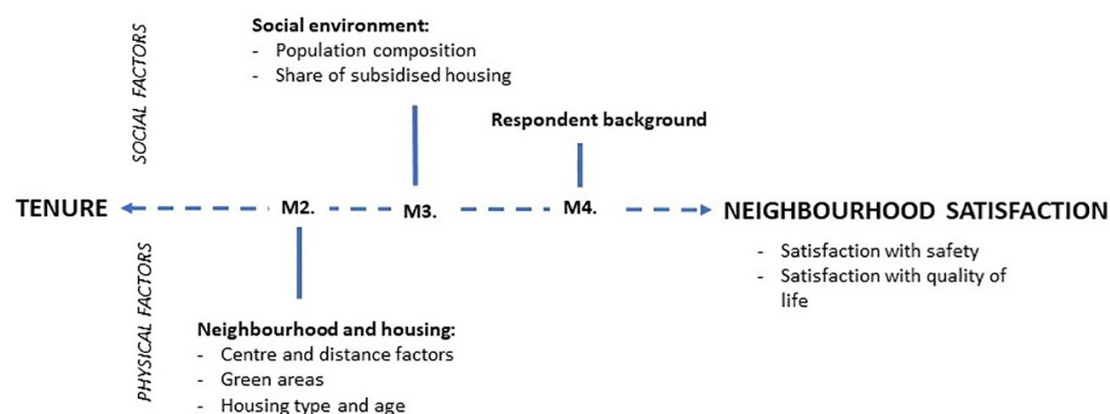 SOCIAL FACTORS
Social environment:
- Population composition
- Share of subsidised housing
Respondent background
TENURE
M2.
M3.
M4.
NEIGHBOURHOOD SATISFACTION
- Satisfaction with safety
- Satisfaction with quality of
life
PHYSICAL FACTORS
Neighbourhood and housing:
- Centre and distance factors
- Green areas
- Housing type and age